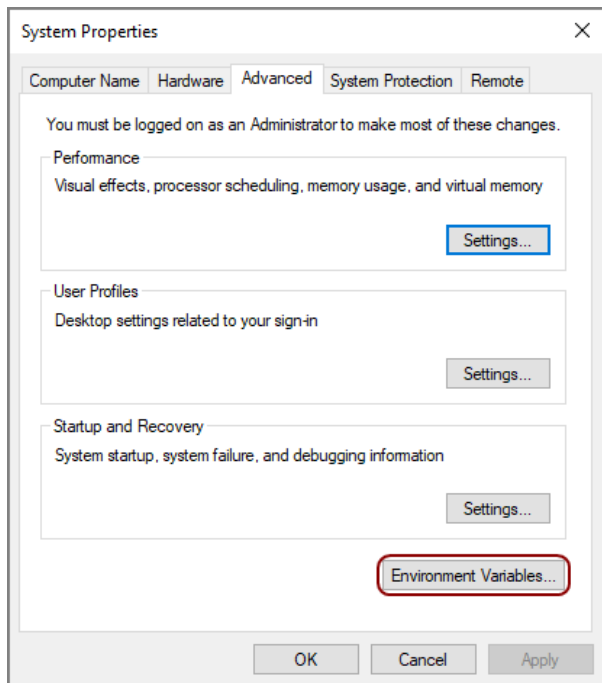 System Properties
Computer Name Hardware Advanced System Protection Remote
You must be logged on as an Administrator to make most of these changes.
Performance
Visual effects, processor scheduling, memory usage, and virtual memory
Settings...
User Profiles
Desktop settings related to your sign-in
Settings...
Startup and Recovery
System startup, system failure, and debugging information
Settings...
Environment Variables...
OK Cancel Apply